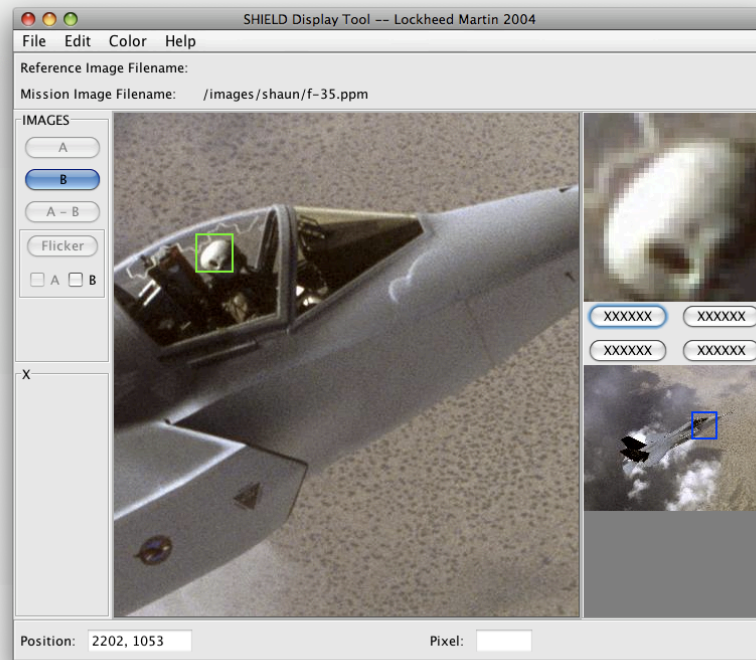 SHIELD Display Tool -- Lockheed Martin 2004
File Edit Color Help
Reference Image Filename:
Mission Image Filename: /images/shaun/f-35.ppm
IMAGES
A
B
A - B
Flicker
A B
X
XXXXXX XXXXXX
XXXXXX XXXXXX
Position: 2202, 1053 Pixel: